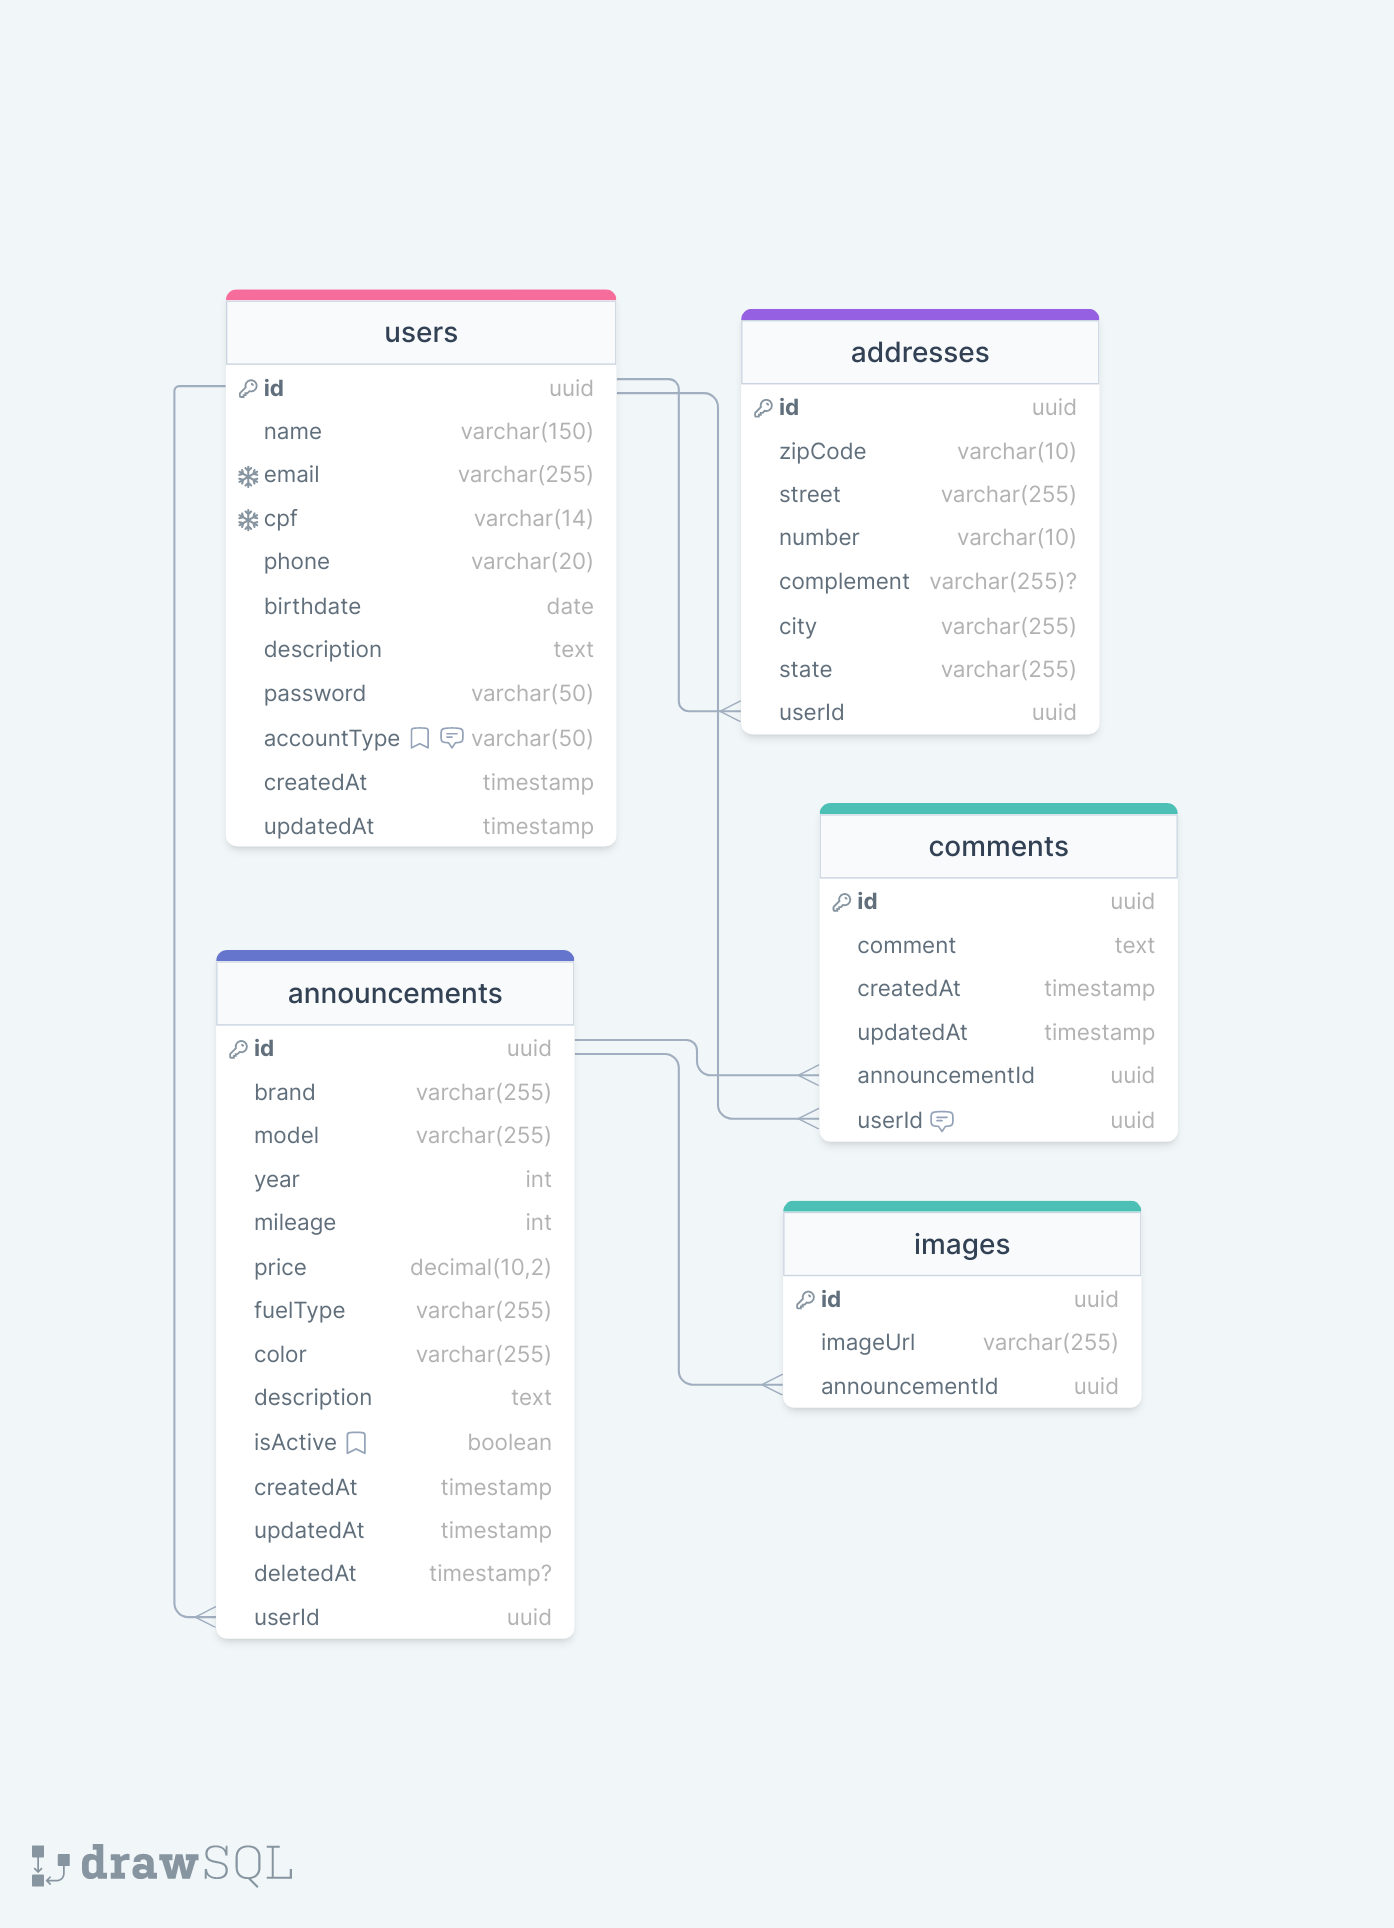 users
id uuid
name varchar(150)
email varchar(255)
cpf varchar(14)
phone varchar(20)
birthdate date
description text
password varchar(50)
accountType varchar(50)
createdAt timestamp
updatedAt timestamp
addresses
id uuid
zipCode varchar(10)
street varchar(255)
number varchar(10)
complement varchar(255)?
city varchar(255)
state varchar(255)
userId uuid
comments
id uuid
comment text
createdAt timestamp
updatedAt timestamp
announcementId uuid
userId uuid
announcements
id uuid
brand varchar(255)
model varchar(255)
year int
mileage int
price decimal(10,2)
fuelType varchar(255)
color varchar(255)
description text
isActive boolean
createdAt timestamp
updatedAt timestamp
deletedAt timestamp?
userId uuid
images
id uuid
imageUrl varchar(255)
announcementId uuid
drawSQL